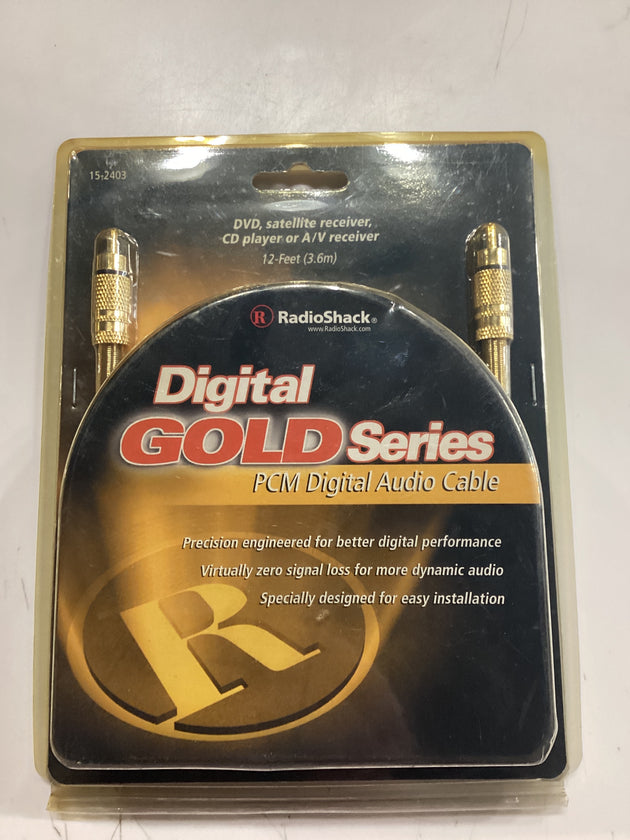 15-2403
DVD, satellite receiver,
CD player or A/V receiver
12-Feet (3.6m)
R RadioShack®
www.RadioShack.com
Digital
GOLD Series
PCM Digital Audio Cable
Precision engineered for better digital performance
Virtually zero signal loss for more dynamic audio
Specially designed for easy installation
R